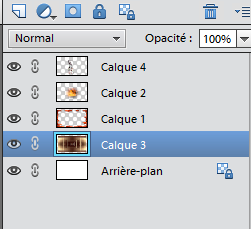 Normal Opacité : 100%
Calque 4
Calque 2
Calque 1
Calque 3
Arrière-plan